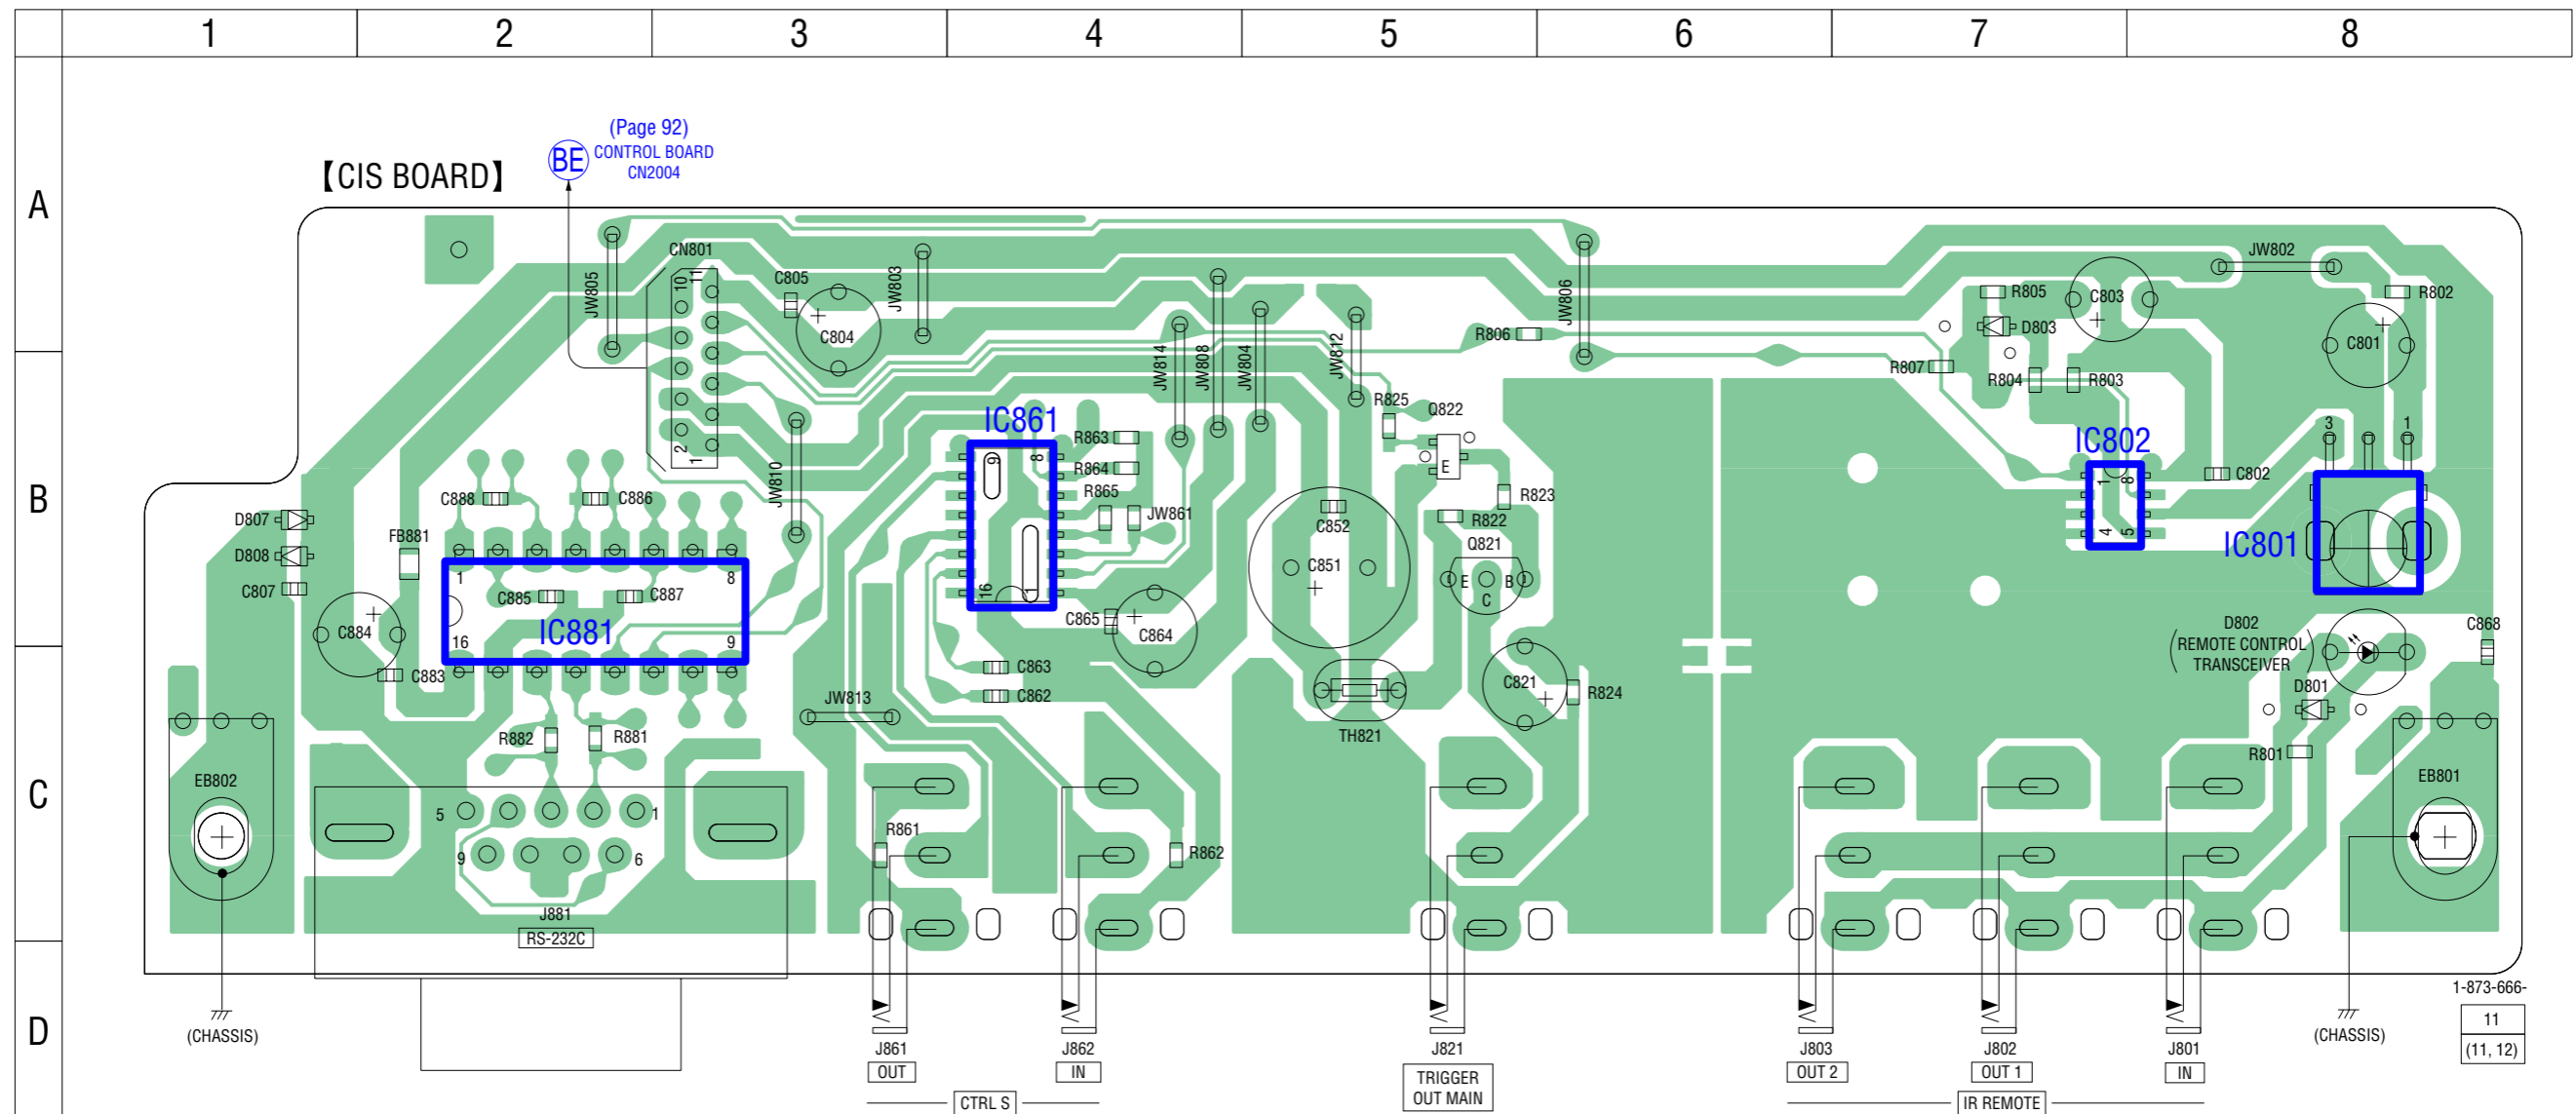 1 2 3 4 5 6 7 8
A
B
C
D
(Page 92)
BE CONTROL BOARD
CN2004
【CIS BOARD】
CN801
10 11
2 1
JW805
C805
C804
JW803
JW814
JW808
JW804
JW812
JW806
R806
R805
D803
C803
JW802
R802
C801
R807
R804
R803
R825
Q822
E
IC861
9 8
16 1
R863
R864
R865
JW861
JW810
IC802
1 8
4 5
C802
3 1
IC801
C888
C886
D807
D808
C807
FB881
1 8
C885
C887
IC881
16 9
C884
C883
C852
C851
R822
R823
Q821
E B
C
C865
C864
C863
C862
JW813
TH821
C821
R824
D802
(REMOTE CONTROL
TRANSCEIVER)
C868
D801
R801
R882
R881
EB802
EB801
5 1
9 6
J881
RS-232C
R861
R862
(CHASSIS)
(CHASSIS)
J861
OUT
J862
IN
CTRL S
J821
TRIGGER
OUT MAIN
J803
OUT 2
J802
OUT 1
J801
IN
IR REMOTE
1-873-666-
11
(11, 12)